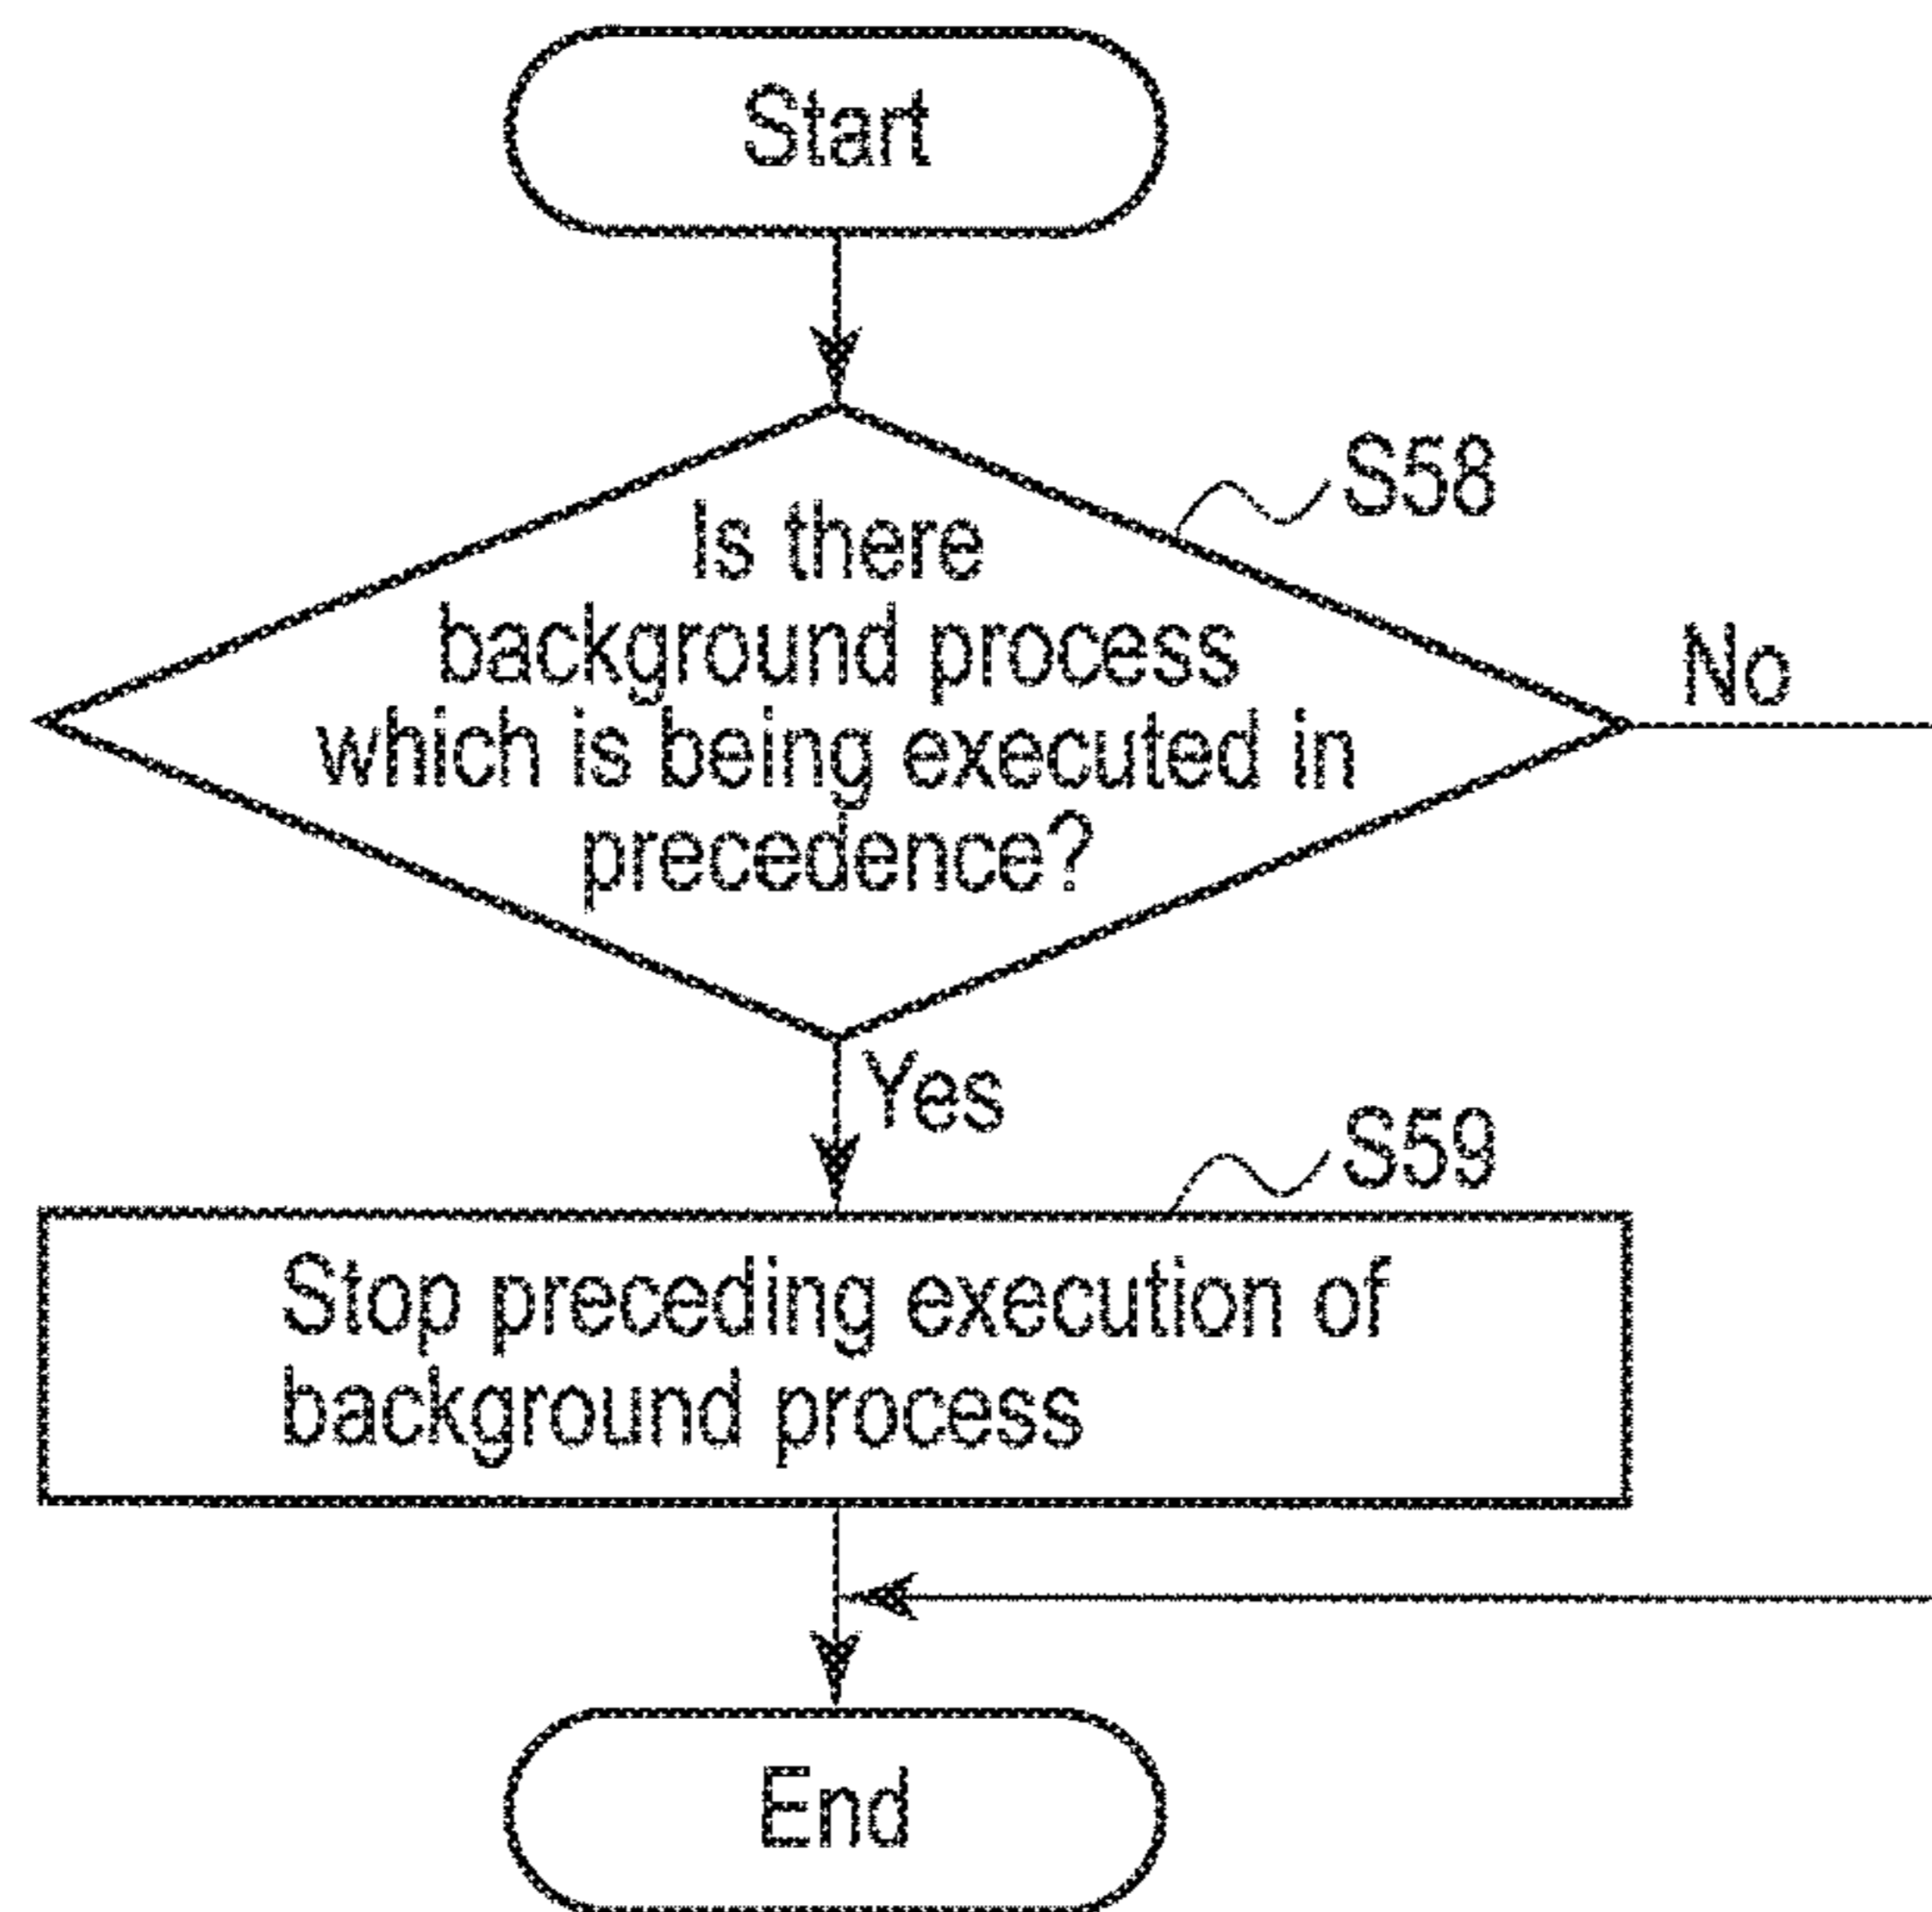 Start
S58
Is there
background process
which is being executed in
precedence?
No
Yes
S59
Stop preceding execution of
background process
End